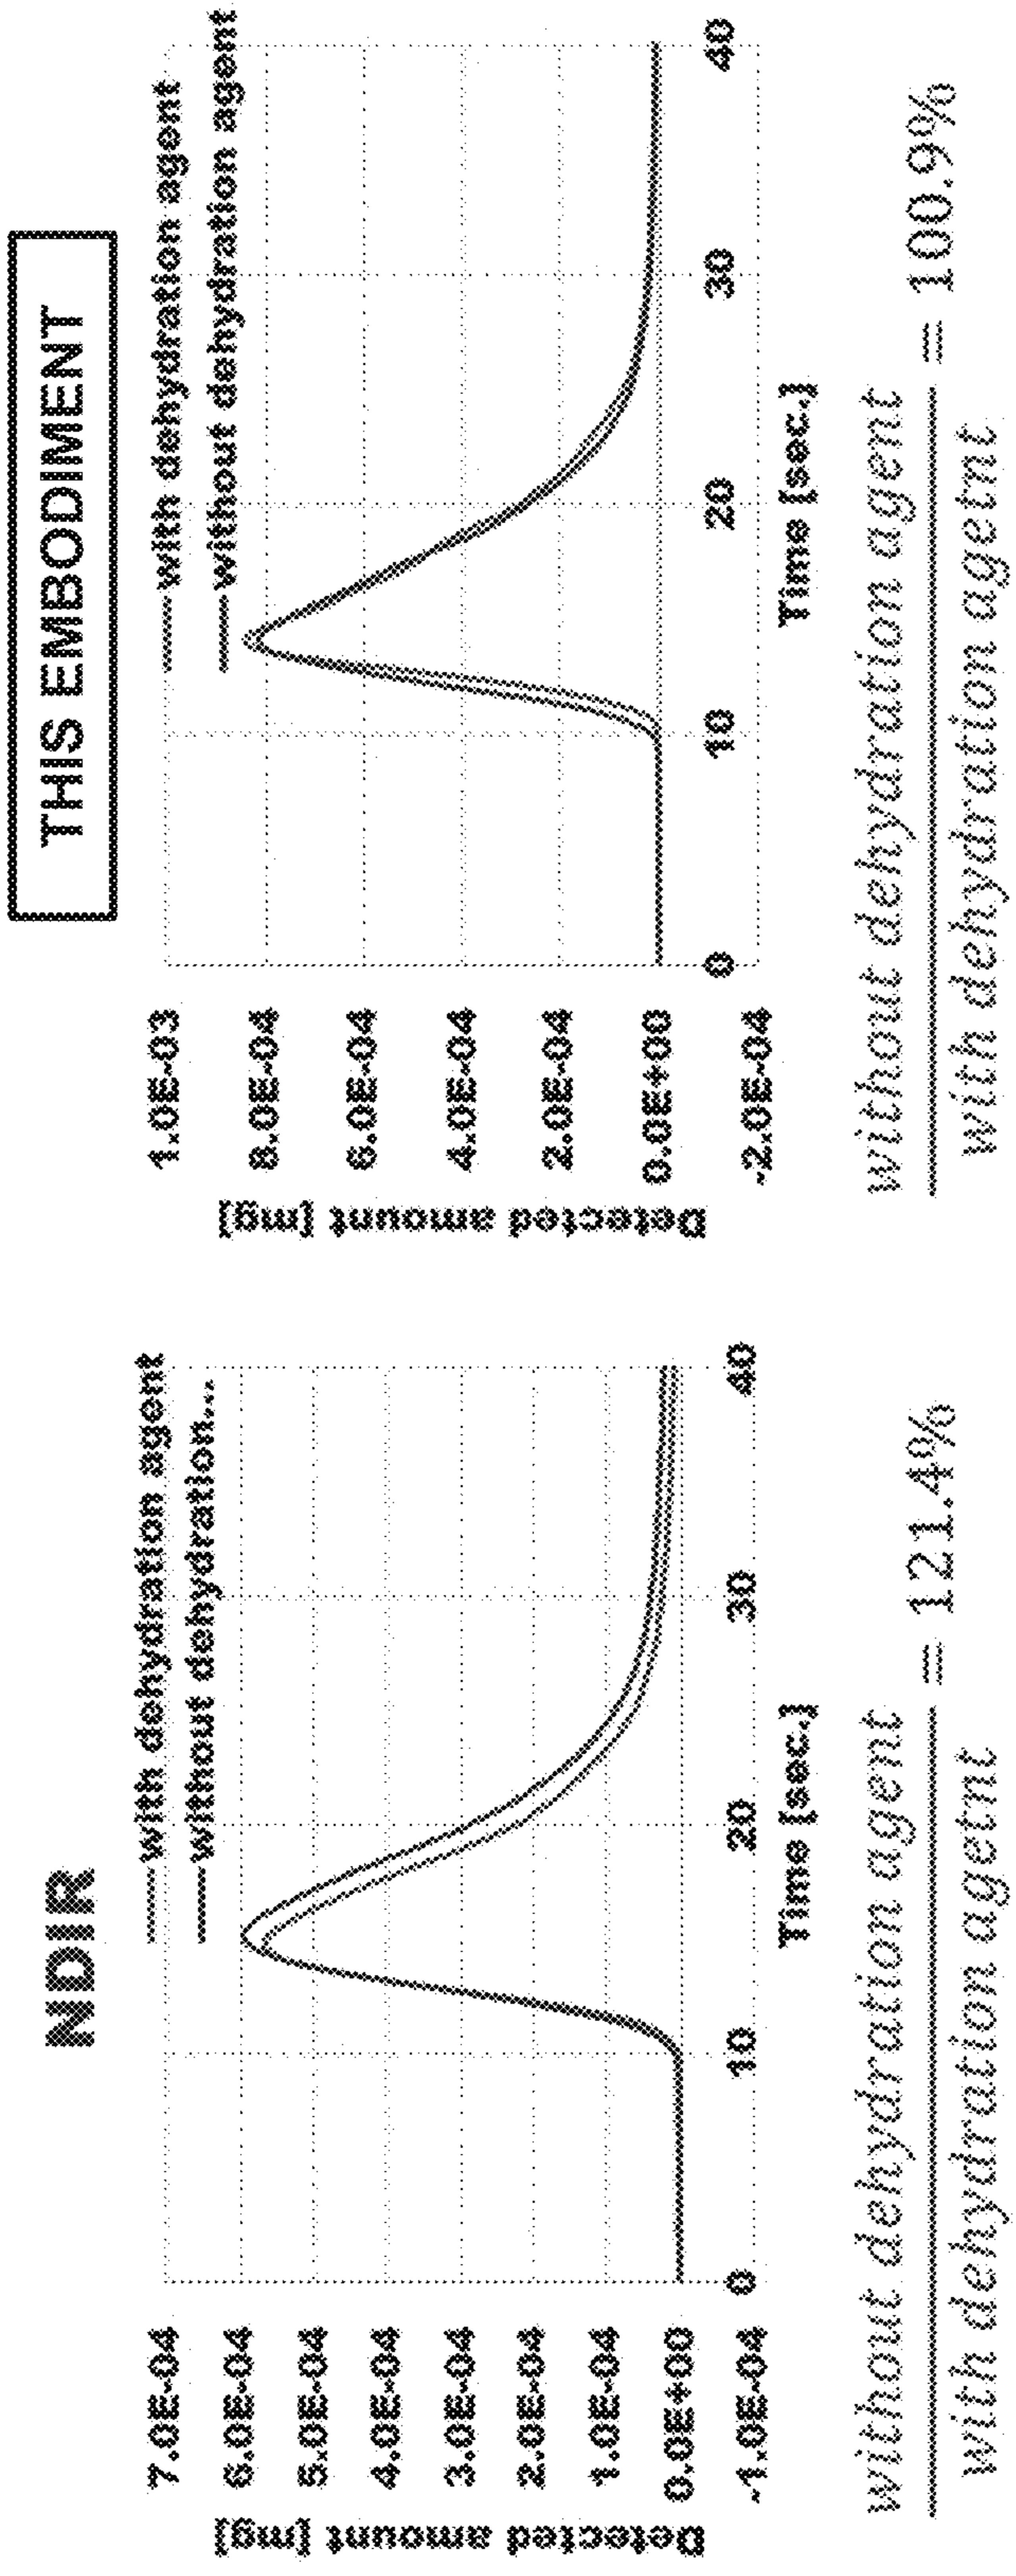 NDIR
with dehydration agent
without dehydration...
Detected amount [mg]
7.0E-04
6.0E-04
5.0E-04
4.0E-04
3.0E-04
2.0E-04
1.0E-04
0.0E+00
-1.0E-04
0 10 20 30 40
Time [sec.]
without dehydration agent
with dehydration agetnt
= 121.4%
THIS EMBODIMENT
with dehydration agent
without dehydration agent
Detected amount [mg]
1.0E-03
8.0E-04
6.0E-04
4.0E-04
2.0E-04
0.0E+00
-2.0E-04
0 10 20 30 40
Time [sec.]
without dehydration agent
with dehydration agetnt
= 100.9%